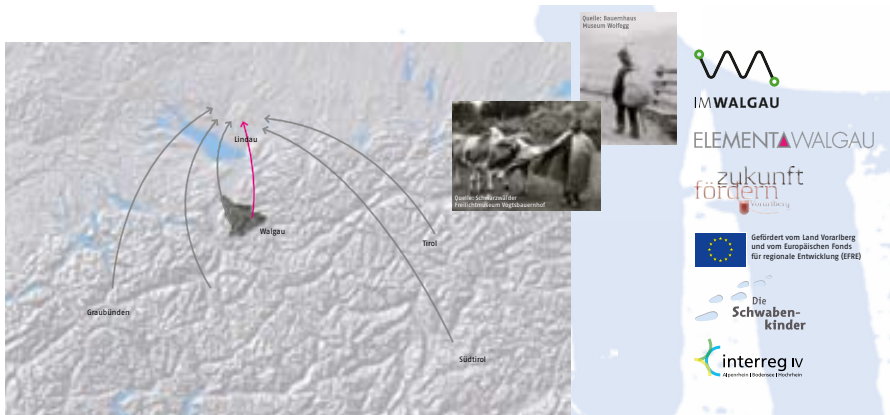 Quelle: Bauernhaus
Museum Wolfegg
Quelle: Schwarzwälder
Freilichtmuseum Vogtsbauernhof
Lindau
Walgau
Tirol
Graubünden
Südtirol
IMWALGAU
ELEMENTAWALGAU
zukunft
fördern
Vorarlberg
Gefördert vom Land Vorarlberg
und vom Europäischen Fonds
für regionale Entwicklung (EFRE)
Die
Schwaben-
kinder
interreg IV
Alpenrhein | Bodensee | Hochrhein